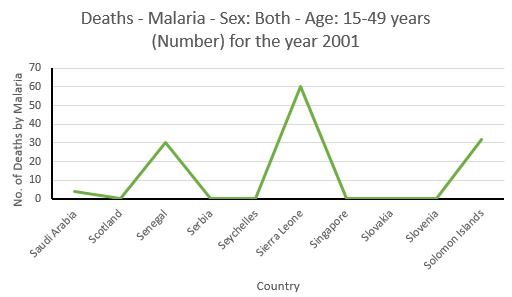 Deaths - Malaria - Sex: Both - Age: 15-49 years
(Number) for the year 2001
No. of Deaths by Malaria
70
60
50
40
30
20
10
0
Saudi Arabia
Scotland
Senegal
Serbia
Seychelles
Sierra Leone
Singapore
Slovakia
Slovenia
Solomon Islands
Country